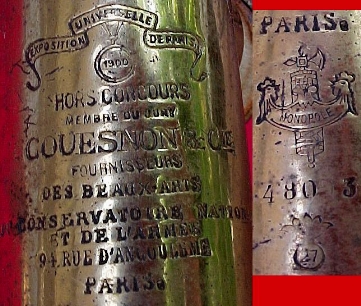 EXPOSITION UNIVERSELLE DE PARIS
1900
HORS CONCOURS
MEMBRE DU JURY
COUESNON & CIE
FOURNISSEURS
DES BEAUX-ARTS
CONSERVATOIRE NATION
ET DE L'ARMÉE
94, RUE D'ANGOULÊME
PARIS
PARIS
MONOPOLE
480 3
27